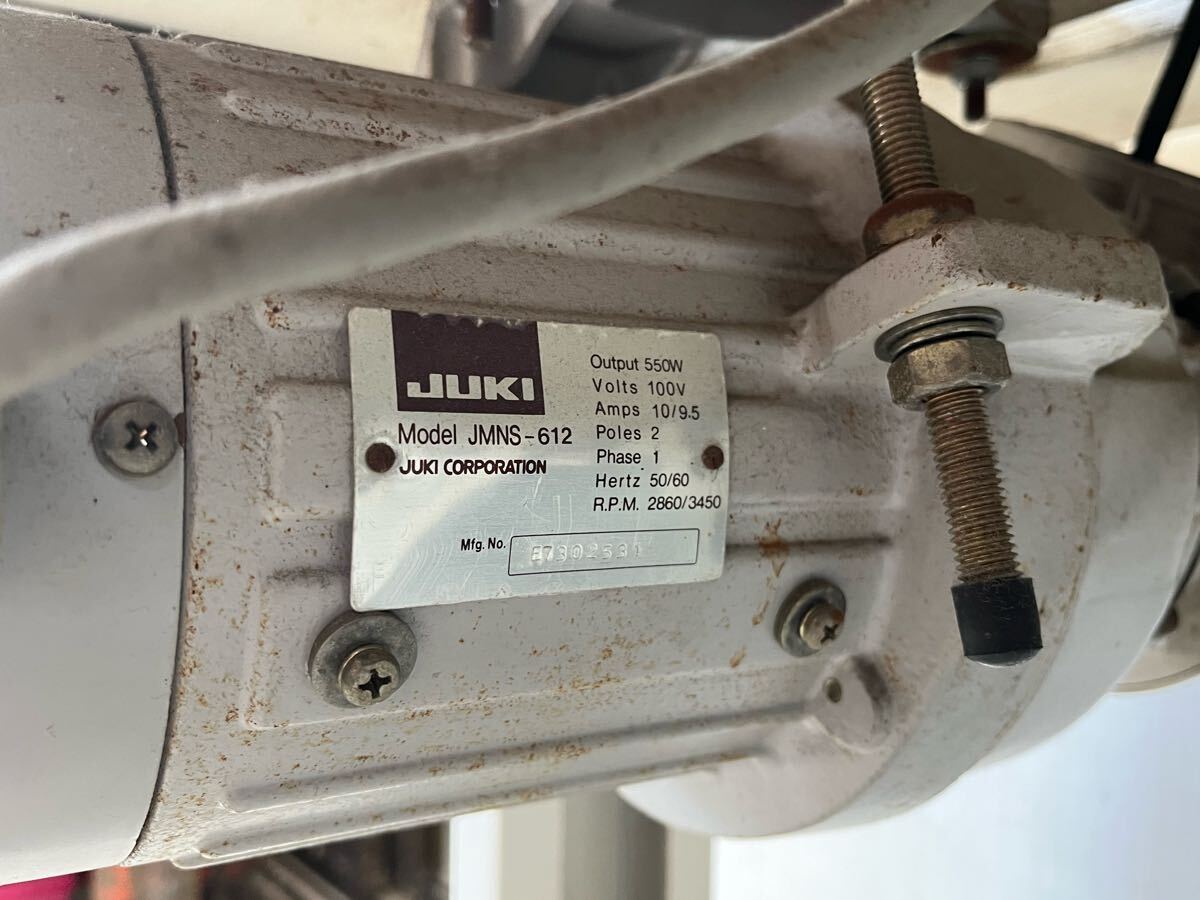 JUKI
Model JMNS-612
JUKI CORPORATION
Output 550W
Volts 100V
Amps 10/9.5
Poles 2
Phase 1
Hertz 50/60
R.P.M. 2860/3450
Mfg. No. E7302531